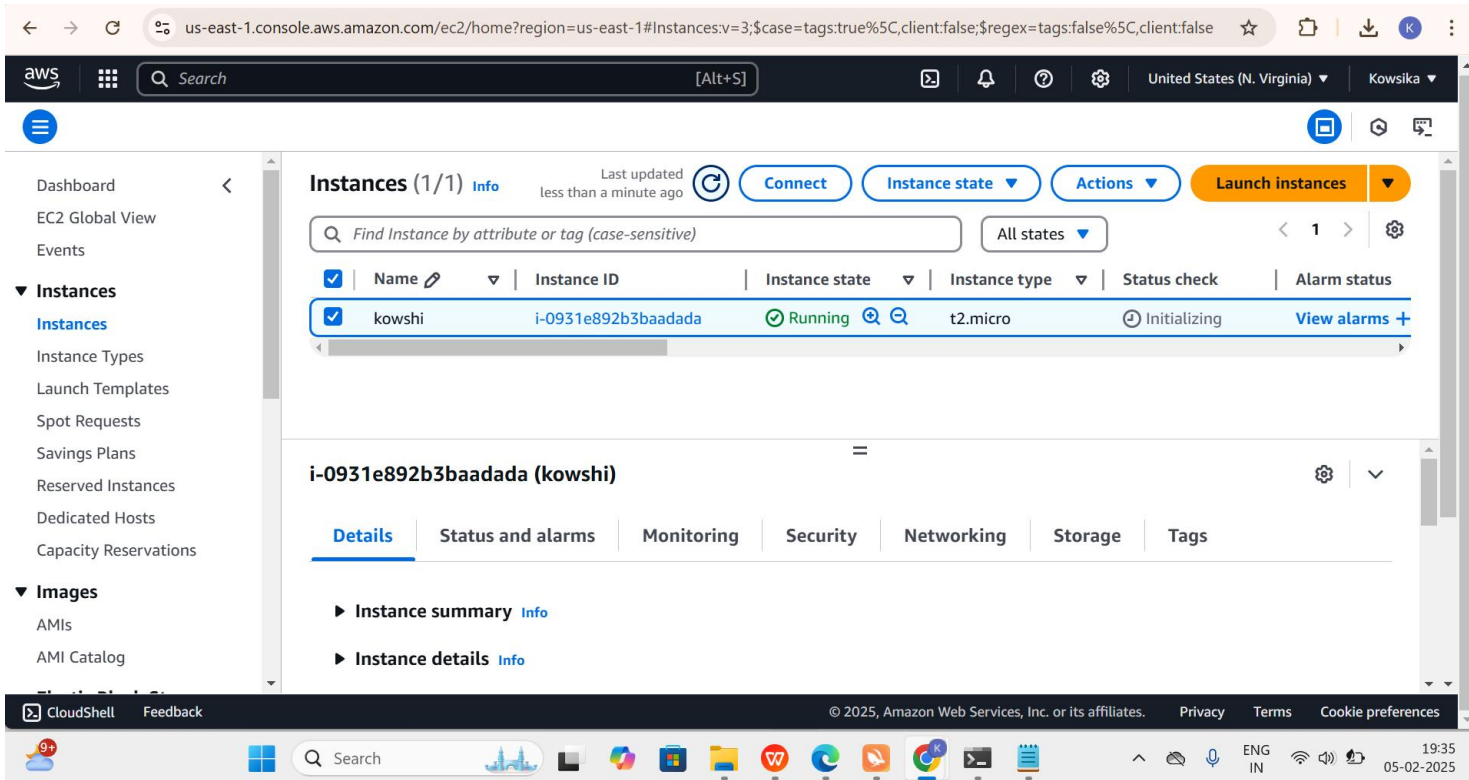 us-east-1.console.aws.amazon.com/ec2/home?region=us-east-1#Instances:v=3;$case=tags:true%5C,client:false;$regex=tags:false%5C,client:false K
aws Search [Alt+S] United States (N. Virginia) ▼ Kowsika ▼
Dashboard
EC2 Global View
Events
▼ Instances
Instances
Instance Types
Launch Templates
Spot Requests
Savings Plans
Reserved Instances
Dedicated Hosts
Capacity Reservations
▼ Images
AMIs
AMI Catalog
Instances (1/1) Info
Last updated
less than a minute ago
Connect Instance state ▼ Actions ▼ Launch instances ▼
Find Instance by attribute or tag (case-sensitive) All states ▼ < 1 >
Name Instance ID Instance state Instance type Status check Alarm status
kowshi i-0931e892b3baadada Running t2.micro Initializing View alarms +
i-0931e892b3baadada (kowshi)
Details Status and alarms Monitoring Security Networking Storage Tags
▶ Instance summary Info
▶ Instance details Info
CloudShell Feedback © 2025, Amazon Web Services, Inc. or its affiliates. Privacy Terms Cookie preferences
9+ Search K ENG 19:35
IN 05-02-2025